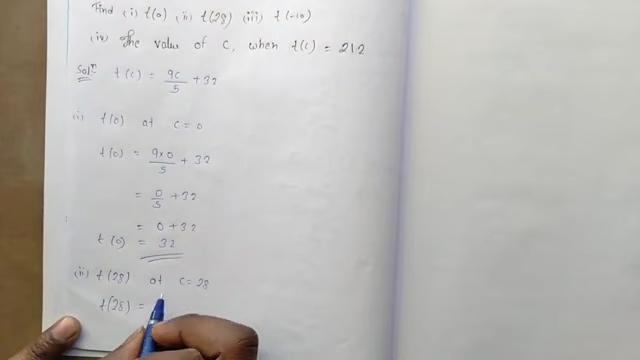 Find (i) t(0) (ii) t(28) (iii) t(-10)
(iv) The value of C, when t(C) = 212
Solⁿ t(C) = 9C/5 + 32
(i) t(0) at C = 0
t(0) = 9×0/5 + 32
= 0/5 + 32
= 0 + 32
t(0) = 32
(ii) t(28) at C = 28
t(28) =